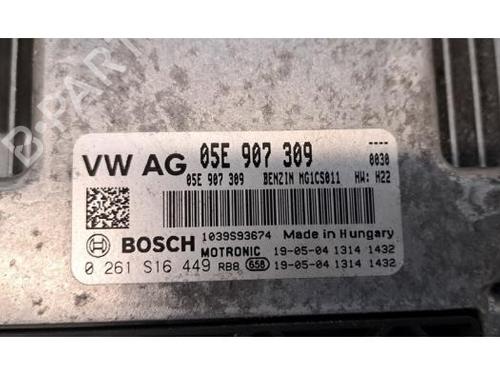 B-PARTS
----
VW AG 05E 907 309 0030
05E 907 309 BENZIN MG1CS011 HW: H22
BOSCH 1039S93674 Made in Hungary
MOTRONIC 19-05-04 1314 1432
0 261 S16 449 RB8 658 19-05-04 1314 1432